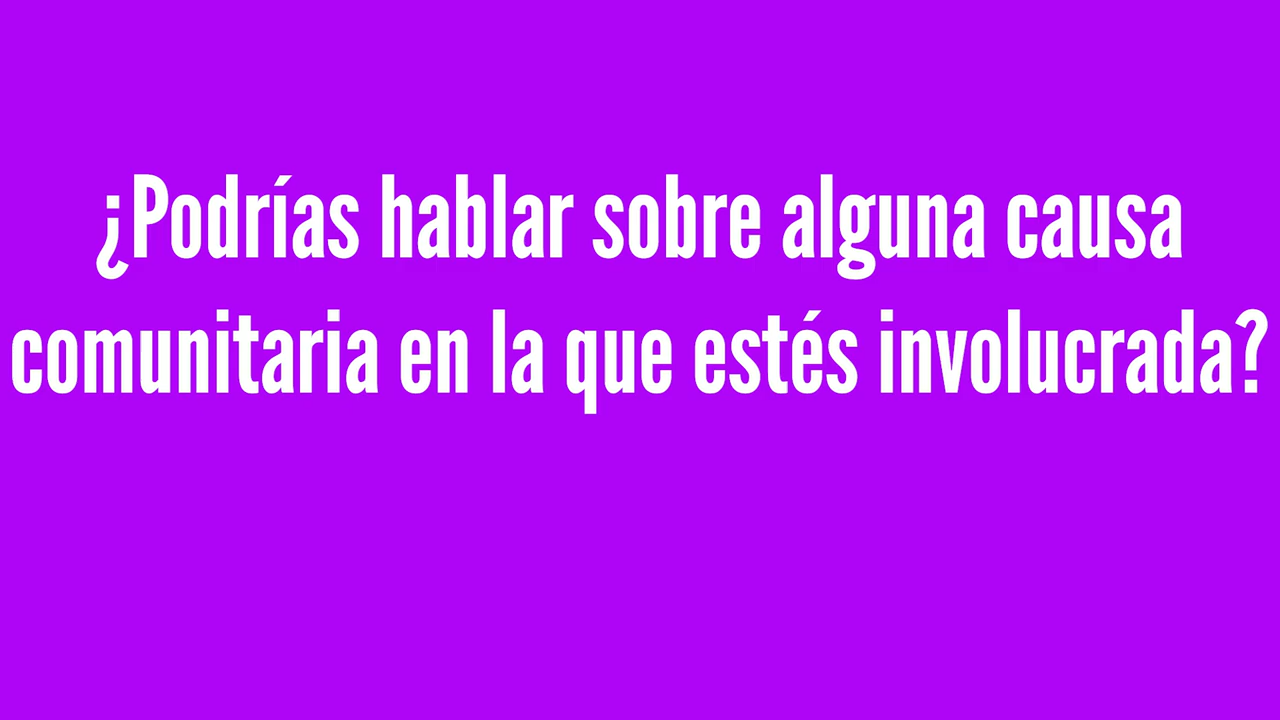 ¿Podrías hablar sobre alguna causa
comunitaria en la que estés involucrada?